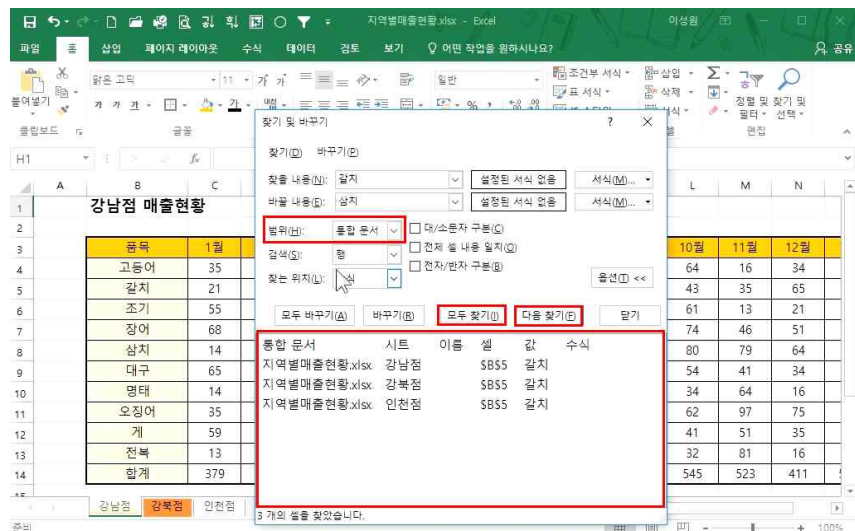 지역별매출현황.xlsx - Excel 이성원
파일 홈 삽입 페이지 레이아웃 수식 데이터 검토 보기 어떤 작업을 원하시나요? 공유
붙여넣기 맑은 고딕 11 가 가 일반 조건부 서식 표 서식 삽입 삭제 서식 정렬 및 필터 찾기 및 선택
가 가 가 가 %
클립보드 글꼴 편집
H1 fx
찾기 및 바꾸기 ? ×
찾기(D) 바꾸기(P)
찾을 내용(N): 갈치 설정된 서식 없음 서식(M)...
바꿀 내용(E): 삼치 설정된 서식 없음 서식(M)...
범위(H): 통합 문서 대/소문자 구분(C)
검색(S): 행 전체 셀 내용 일치(O)
찾는 위치(L): 전자/반자 구분(B)
옵션(T) <<
모두 바꾸기(A) 바꾸기(R) 모두 찾기(I) 다음 찾기(F) 닫기
통합 문서 시트 이름 셀 값 수식
지역별매출현황.xlsx 강남점 $B$5 갈치
지역별매출현황.xlsx 강북점 $B$5 갈치
지역별매출현황.xlsx 인천점 $B$5 갈치
3 개의 셀을 찾았습니다.
A B C L M N
1 강남점 매출현황
2
3 품목 1월 10월 11월 12월
4 고등어 35 64 16 34
5 갈치 21 43 35 65
6 조기 55 61 13 21
7 장어 68 74 46 51
8 삼치 14 80 79 64
9 대구 65 54 41 34
10 명태 14 34 64 16
11 오징어 35 62 97 75
12 게 59 41 51 35
13 전복 13 32 81 16
14 합계 379 545 523 411
강남점 강북점 인천점
준비 100%